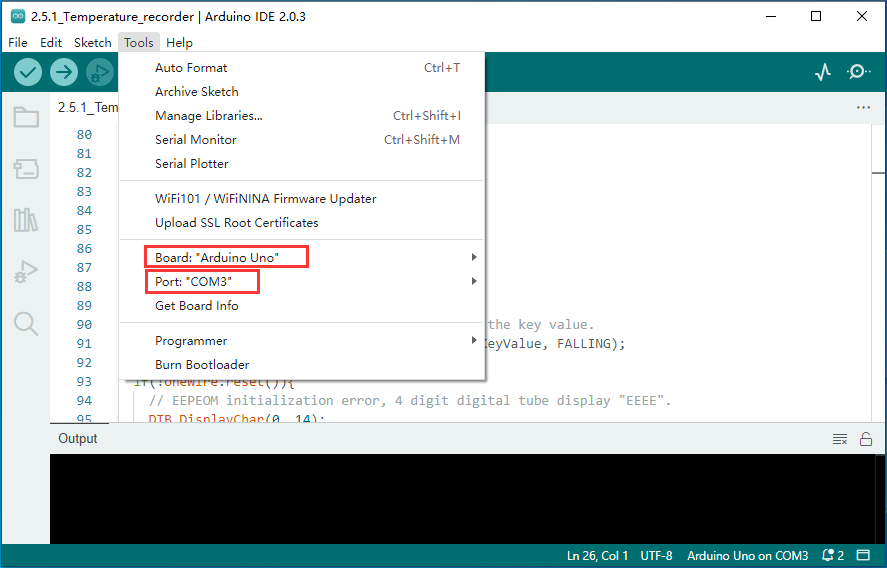 2.5.1_Temperature_recorder | Arduino IDE 2.0.3
File Edit Sketch Tools Help
Auto Format Ctrl+T
Archive Sketch
2.5.1_Tem
Manage Libraries... Ctrl+Shift+I
Serial Monitor Ctrl+Shift+M
Serial Plotter
WiFi101 / WiFiNINA Firmware Updater
Upload SSL Root Certificates
Board: "Arduino Uno"
Port: "COM3"
Get Board Info
Programmer
Burn Bootloader
80
81
82
83
84
85
86
87
88
89
90 the key value.
91 KeyValue, FALLING);
92
93 if(!oneWire.reset()){
94 // EEPEOM initialization error, 4 digit digital tube display "EEEE".
95 DTB.DisplayChar(0, 14);
Output
Ln 26, Col 1 UTF-8 Arduino Uno on COM3 2